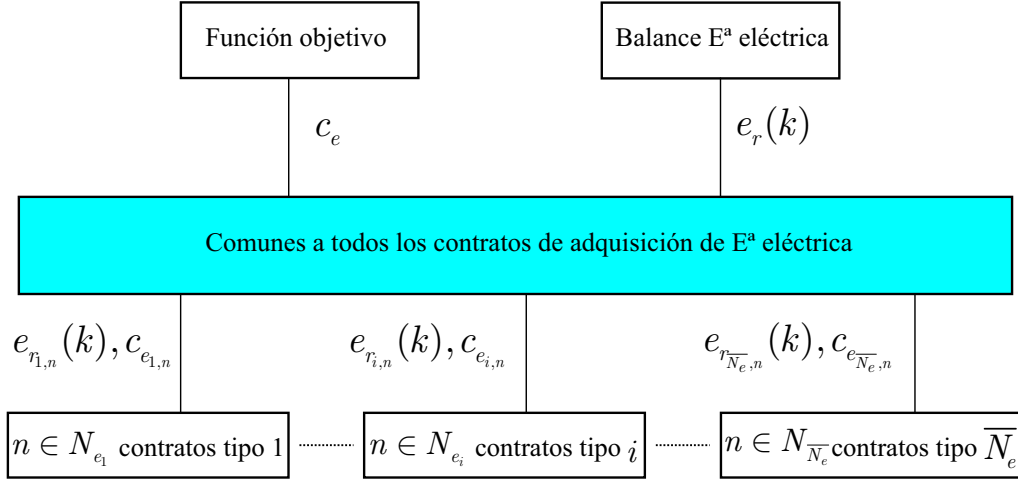 Función objetivo
Balance Eª eléctrica
c_e
e_r(k)
Comunes a todos los contratos de adquisición de Eª eléctrica
e_{r_{1,n}}(k), c_{e_{1,n}}
e_{r_{i,n}}(k), c_{e_{i,n}}
e_{r_{\overline{N_e},n}}(k), c_{e_{\overline{N_e},n}}
n ∈ N_{e_1} contratos tipo 1
n ∈ N_{e_i} contratos tipo i
n ∈ N_{\overline{N_e}} contratos tipo \overline{N_e}